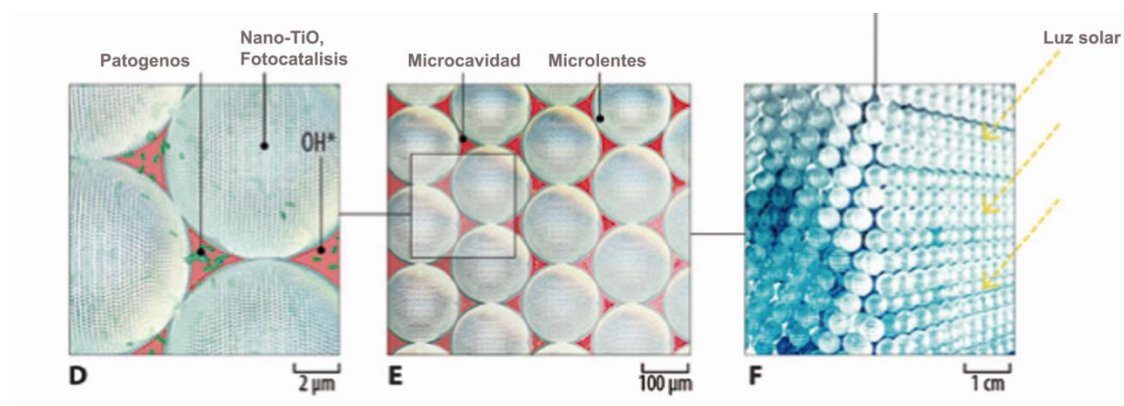 Nano-TiO,
Patogenos
Fotocatalisis
Microcavidad
Microlentes
Luz solar
OH*
D
2 µm
E
100 µm
F
1 cm